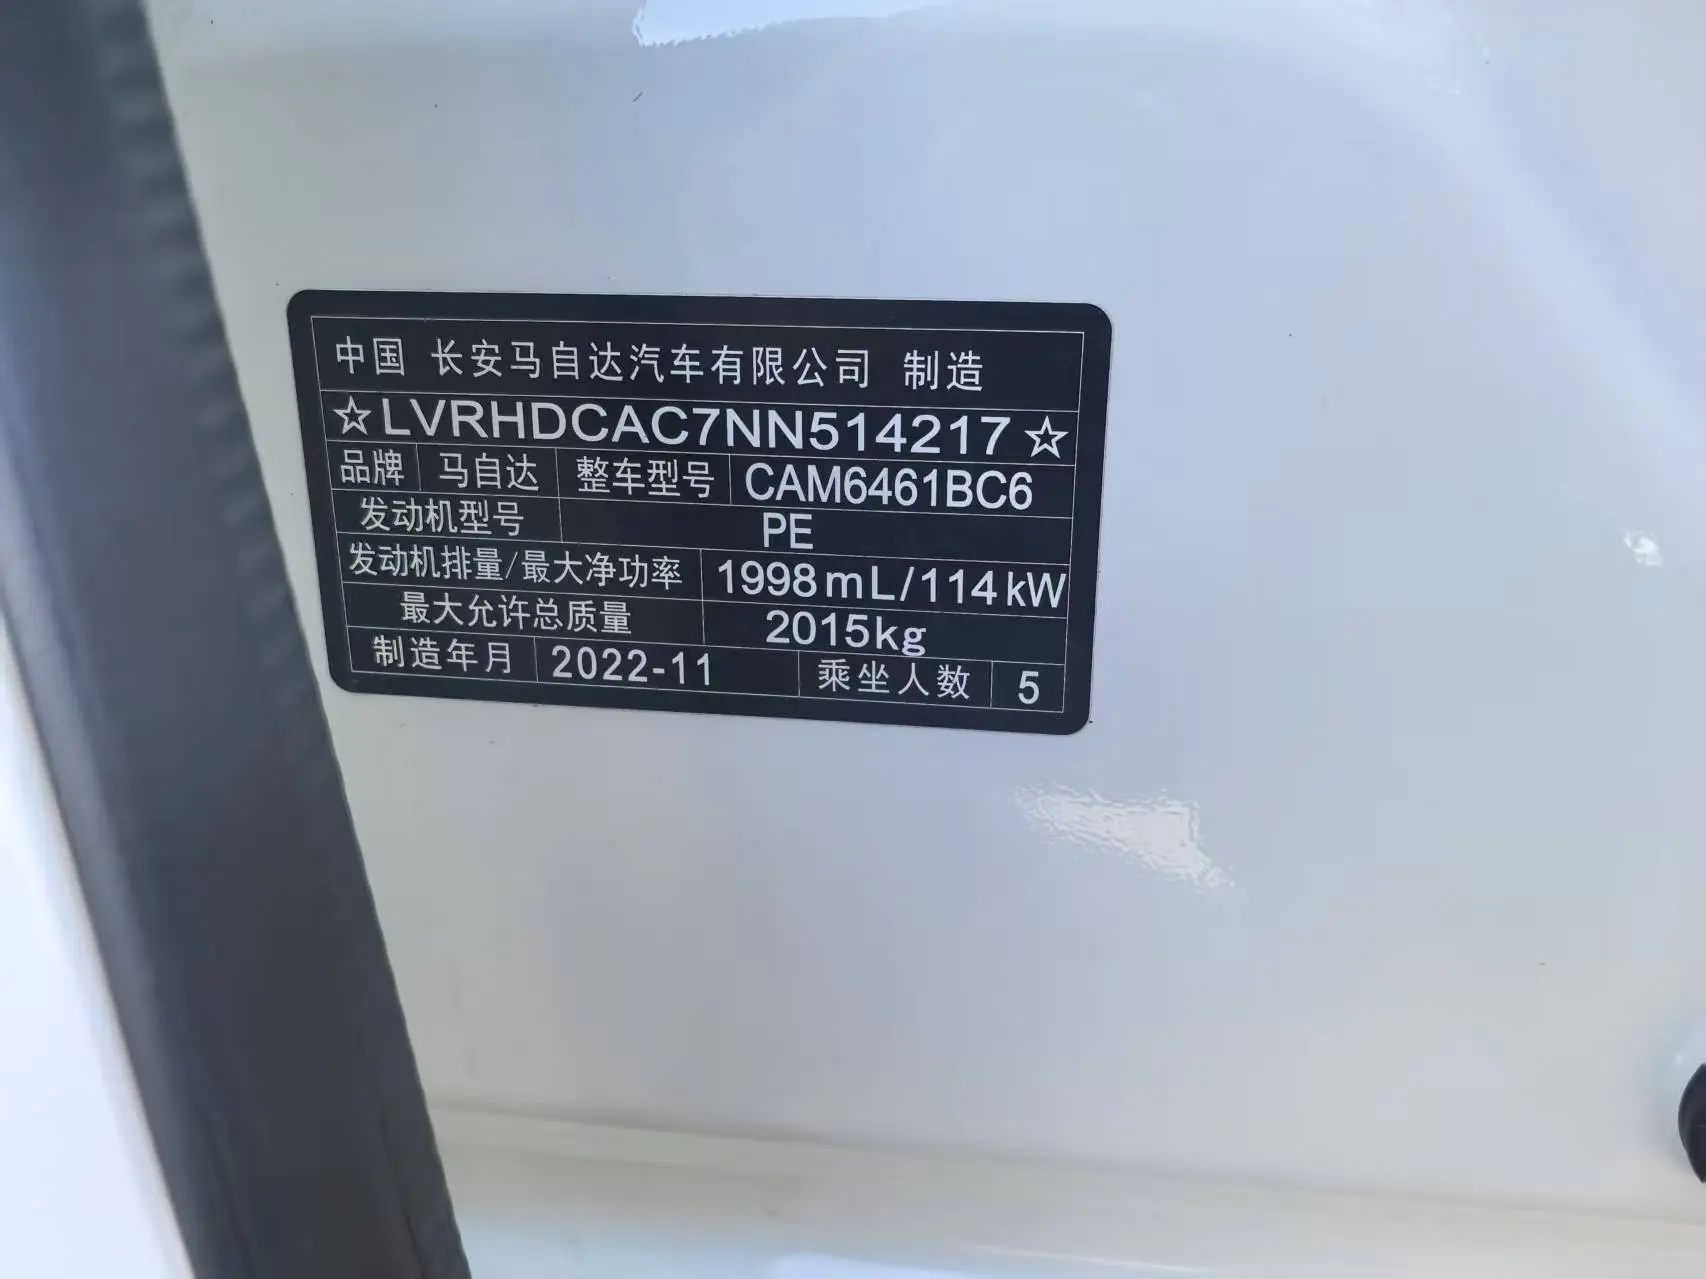 中国 长安马自达汽车有限公司 制造
☆LVRHDCAC7NN514217☆
品牌 马自达 整车型号 CAM6461BC6
发动机型号 PE
发动机排量/最大净功率 1998mL/114kW
最大允许总质量 2015kg
制造年月 2022-11 乘坐人数 5